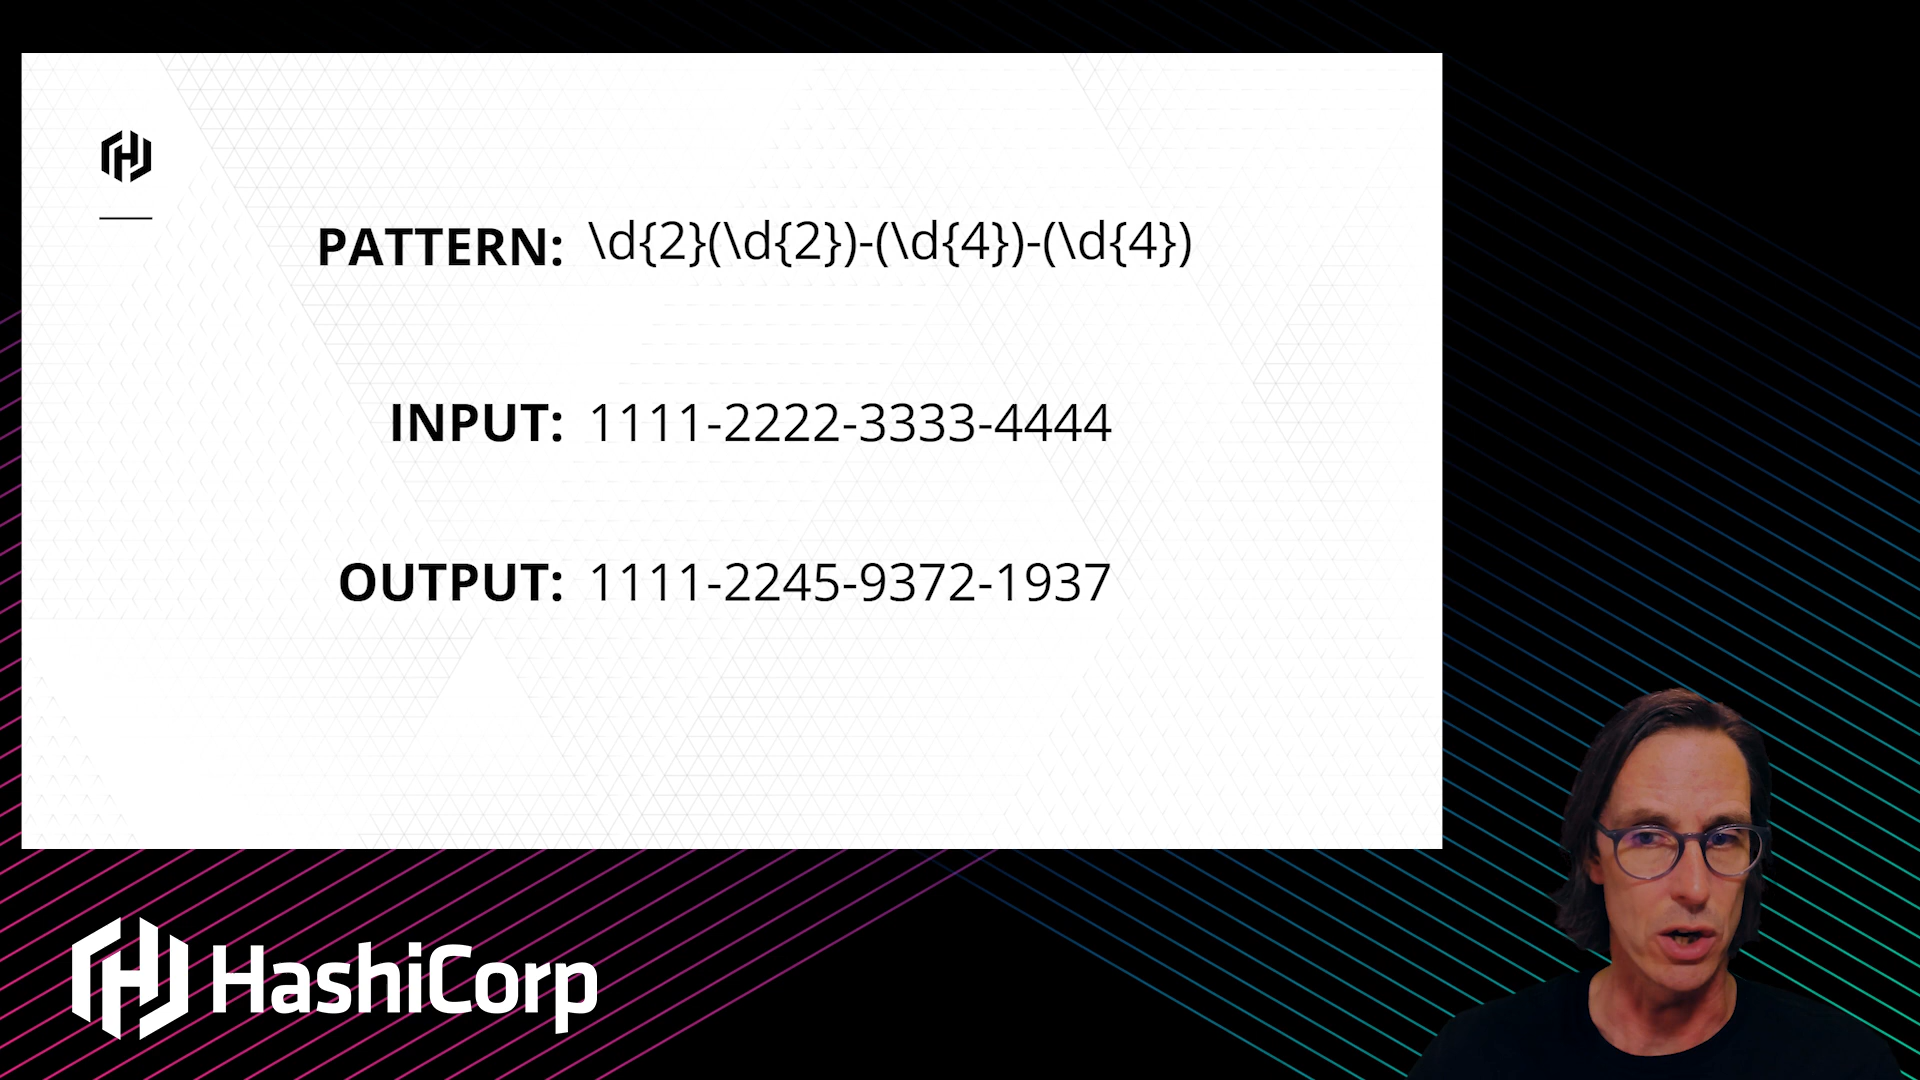 PATTERN: \d{2}(\d{2})-(\d{4})-(\d{4})
INPUT: 1111-2222-3333-4444
OUTPUT: 1111-2245-9372-1937
HashiCorp